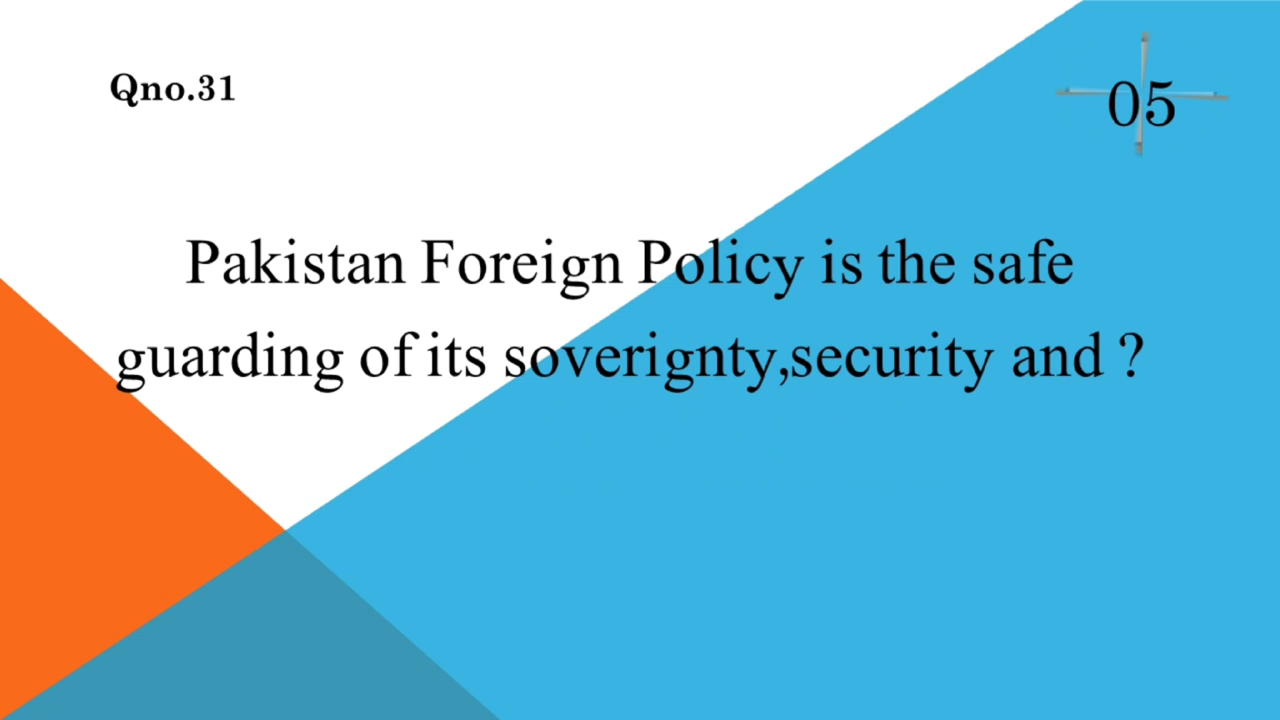 Qno.31
05
Pakistan Foreign Policy is the safe
guarding of its soverignty,security and ?